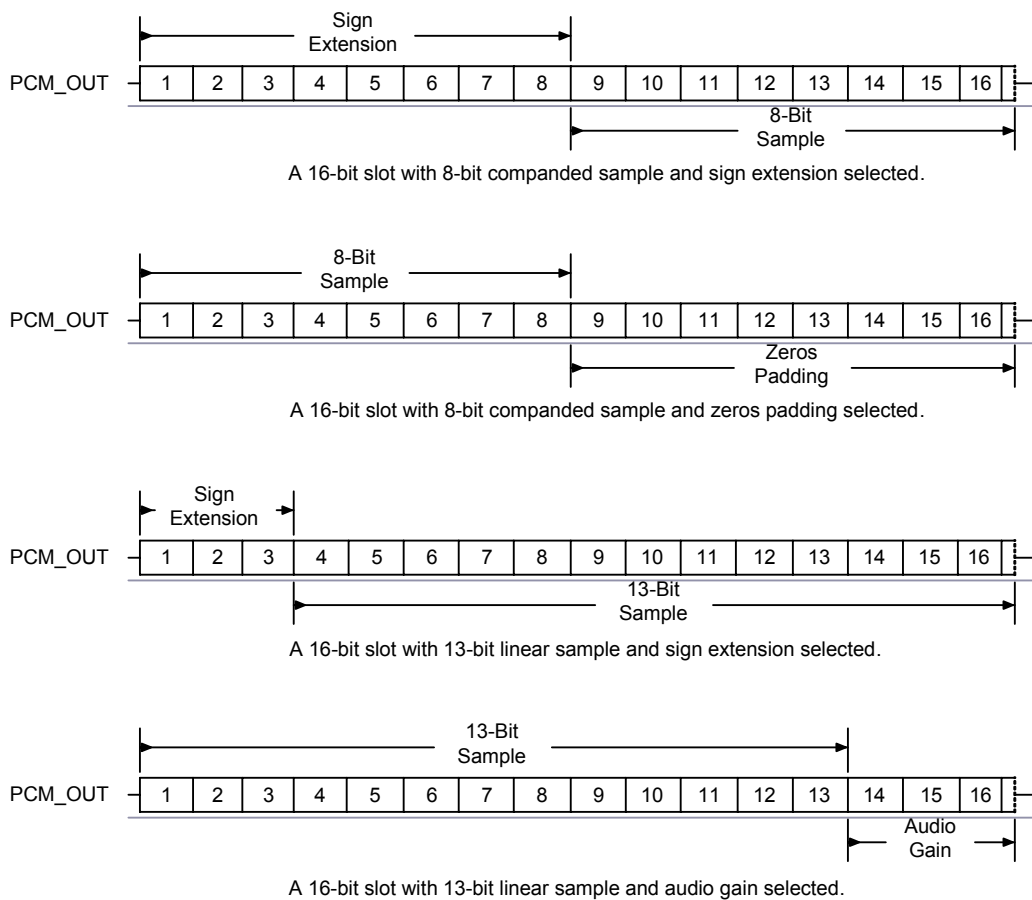 Sign
Extension
PCM_OUT 1 2 3 4 5 6 7 8 9 10 11 12 13 14 15 16
8-Bit
Sample
A 16-bit slot with 8-bit companded sample and sign extension selected.
8-Bit
Sample
PCM_OUT 1 2 3 4 5 6 7 8 9 10 11 12 13 14 15 16
Zeros
Padding
A 16-bit slot with 8-bit companded sample and zeros padding selected.
Sign
Extension
PCM_OUT 1 2 3 4 5 6 7 8 9 10 11 12 13 14 15 16
13-Bit
Sample
A 16-bit slot with 13-bit linear sample and sign extension selected.
13-Bit
Sample
PCM_OUT 1 2 3 4 5 6 7 8 9 10 11 12 13 14 15 16
Audio
Gain
A 16-bit slot with 13-bit linear sample and audio gain selected.